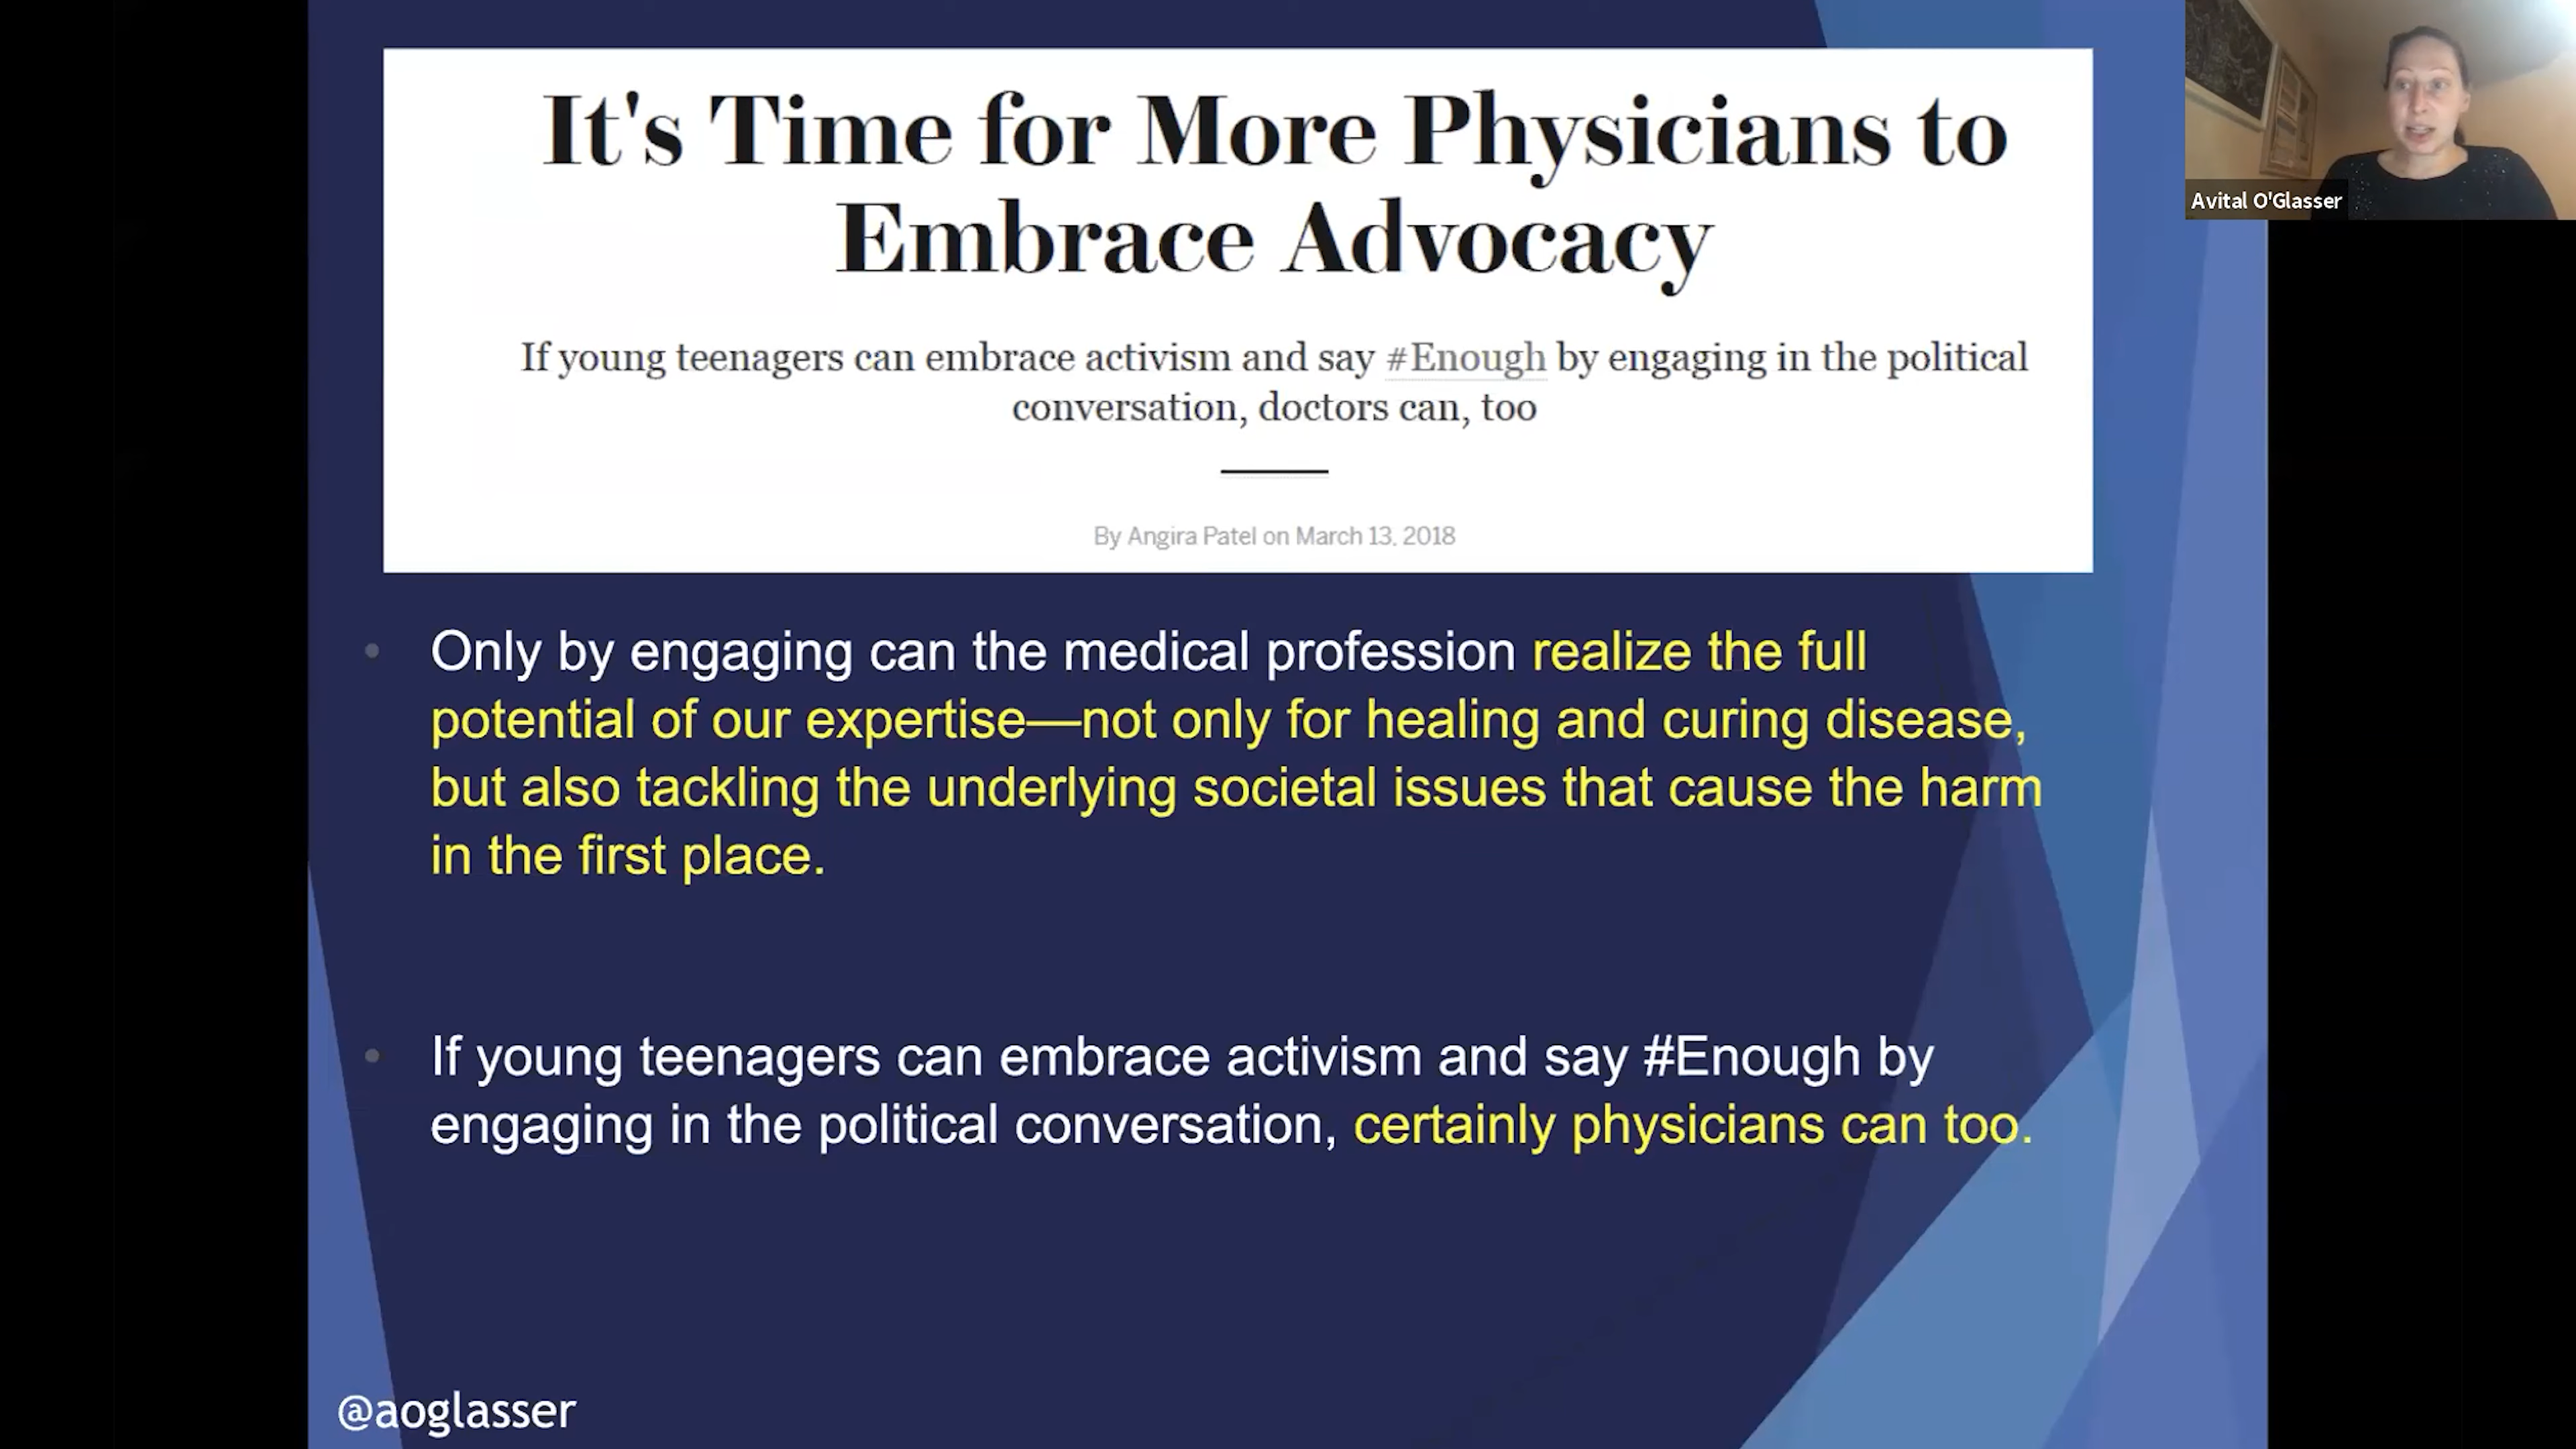 It's Time for More Physicians to
Embrace Advocacy
If young teenagers can embrace activism and say #Enough by engaging in the political
conversation, doctors can, too
By Angira Patel on March 13, 2018
Avital O'Glasser
Only by engaging can the medical profession realize the full
potential of our expertise—not only for healing and curing disease,
but also tackling the underlying societal issues that cause the harm
in the first place.
If young teenagers can embrace activism and say #Enough by
engaging in the political conversation, certainly physicians can too.
@aoglasser